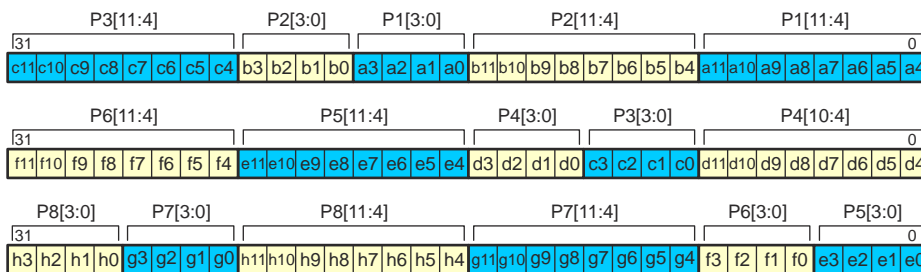 P3[11:4] P2[3:0] P1[3:0] P2[11:4] P1[11:4]
31 0
c11 c10 c9 c8 c7 c6 c5 c4 b3 b2 b1 b0 a3 a2 a1 a0 b11 b10 b9 b8 b7 b6 b5 b4 a11 a10 a9 a8 a7 a6 a5 a4
P6[11:4] P5[11:4] P4[3:0] P3[3:0] P4[10:4]
31 0
f11 f10 f9 f8 f7 f6 f5 f4 e11 e10 e9 e8 e7 e6 e5 e4 d3 d2 d1 d0 c3 c2 c1 c0 d11 d10 d9 d8 d7 d6 d5 d4
P8[3:0] P7[3:0] P8[11:4] P7[11:4] P6[3:0] P5[3:0]
31 0
h3 h2 h1 h0 g3 g2 g1 g0 h11 h10 h9 h8 h7 h6 h5 h4 g11 g10 g9 g8 g7 g6 g5 g4 f3 f2 f1 f0 e3 e2 e1 e0